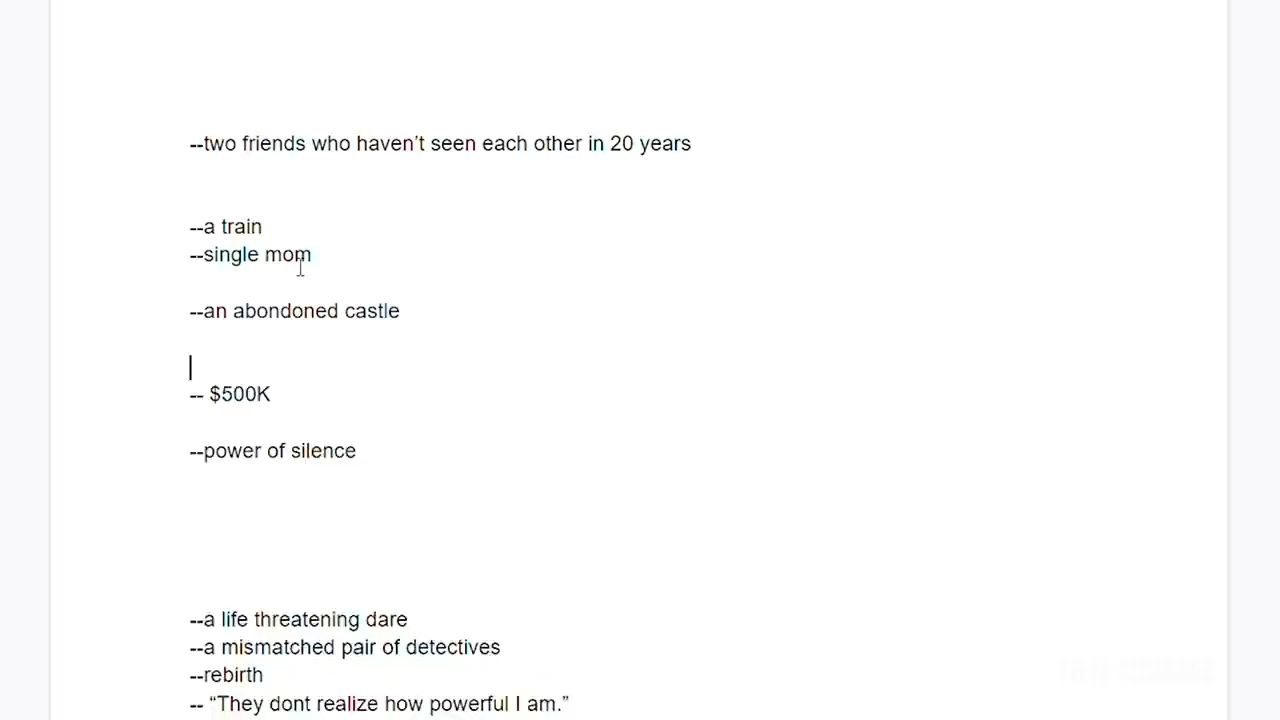 --two friends who haven’t seen each other in 20 years
--a train
--single mom
--an abondoned castle
-- $500K
--power of silence
--a life threatening dare
--a mismatched pair of detectives
--rebirth
-- “They dont realize how powerful I am.”